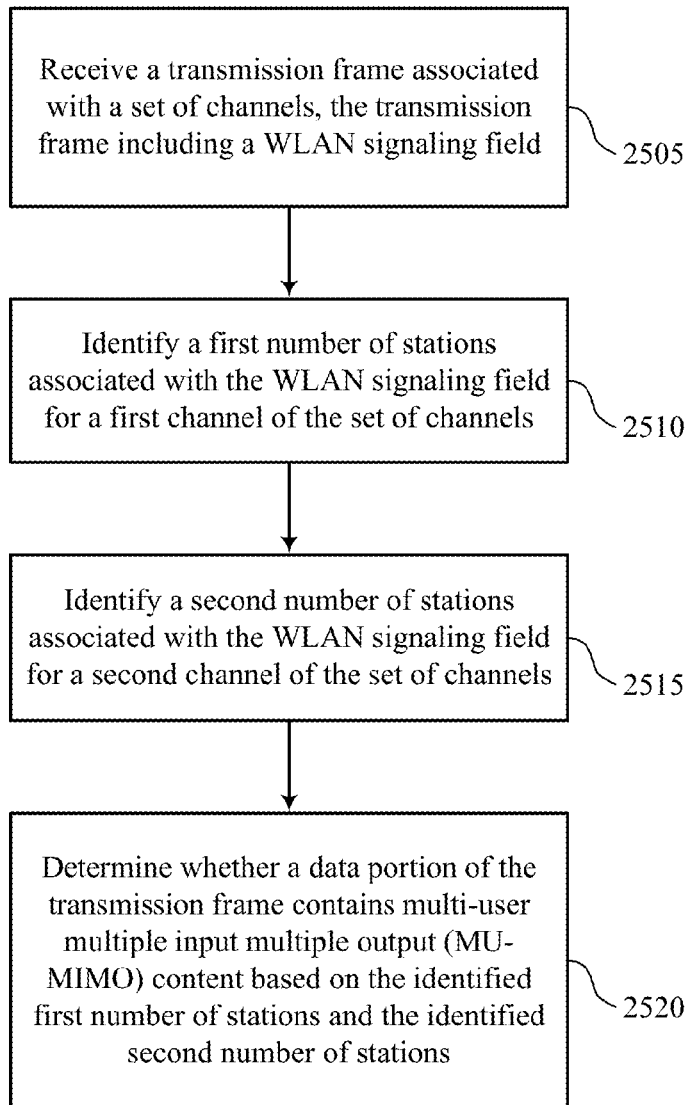 Receive a transmission frame associated
with a set of channels, the transmission
frame including a WLAN signaling field
2505
Identify a first number of stations
associated with the WLAN signaling field
for a first channel of the set of channels
2510
Identify a second number of stations
associated with the WLAN signaling field
for a second channel of the set of channels
2515
Determine whether a data portion of the
transmission frame contains multi-user
multiple input multiple output (MU-
MIMO) content based on the identified
first number of stations and the identified
second number of stations
2520